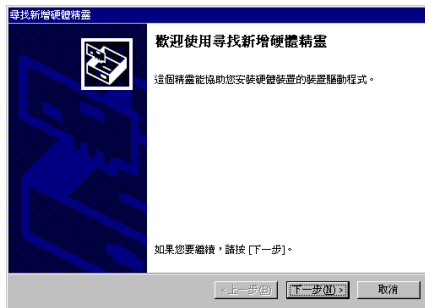 尋找新增硬體精靈
歡迎使用尋找新增硬體精靈
這個精靈能協助您安裝硬體裝置的裝置驅動程式。
如果您要繼續，請按 [下一步]。
<上一步(B)
下一步(N)>
取消